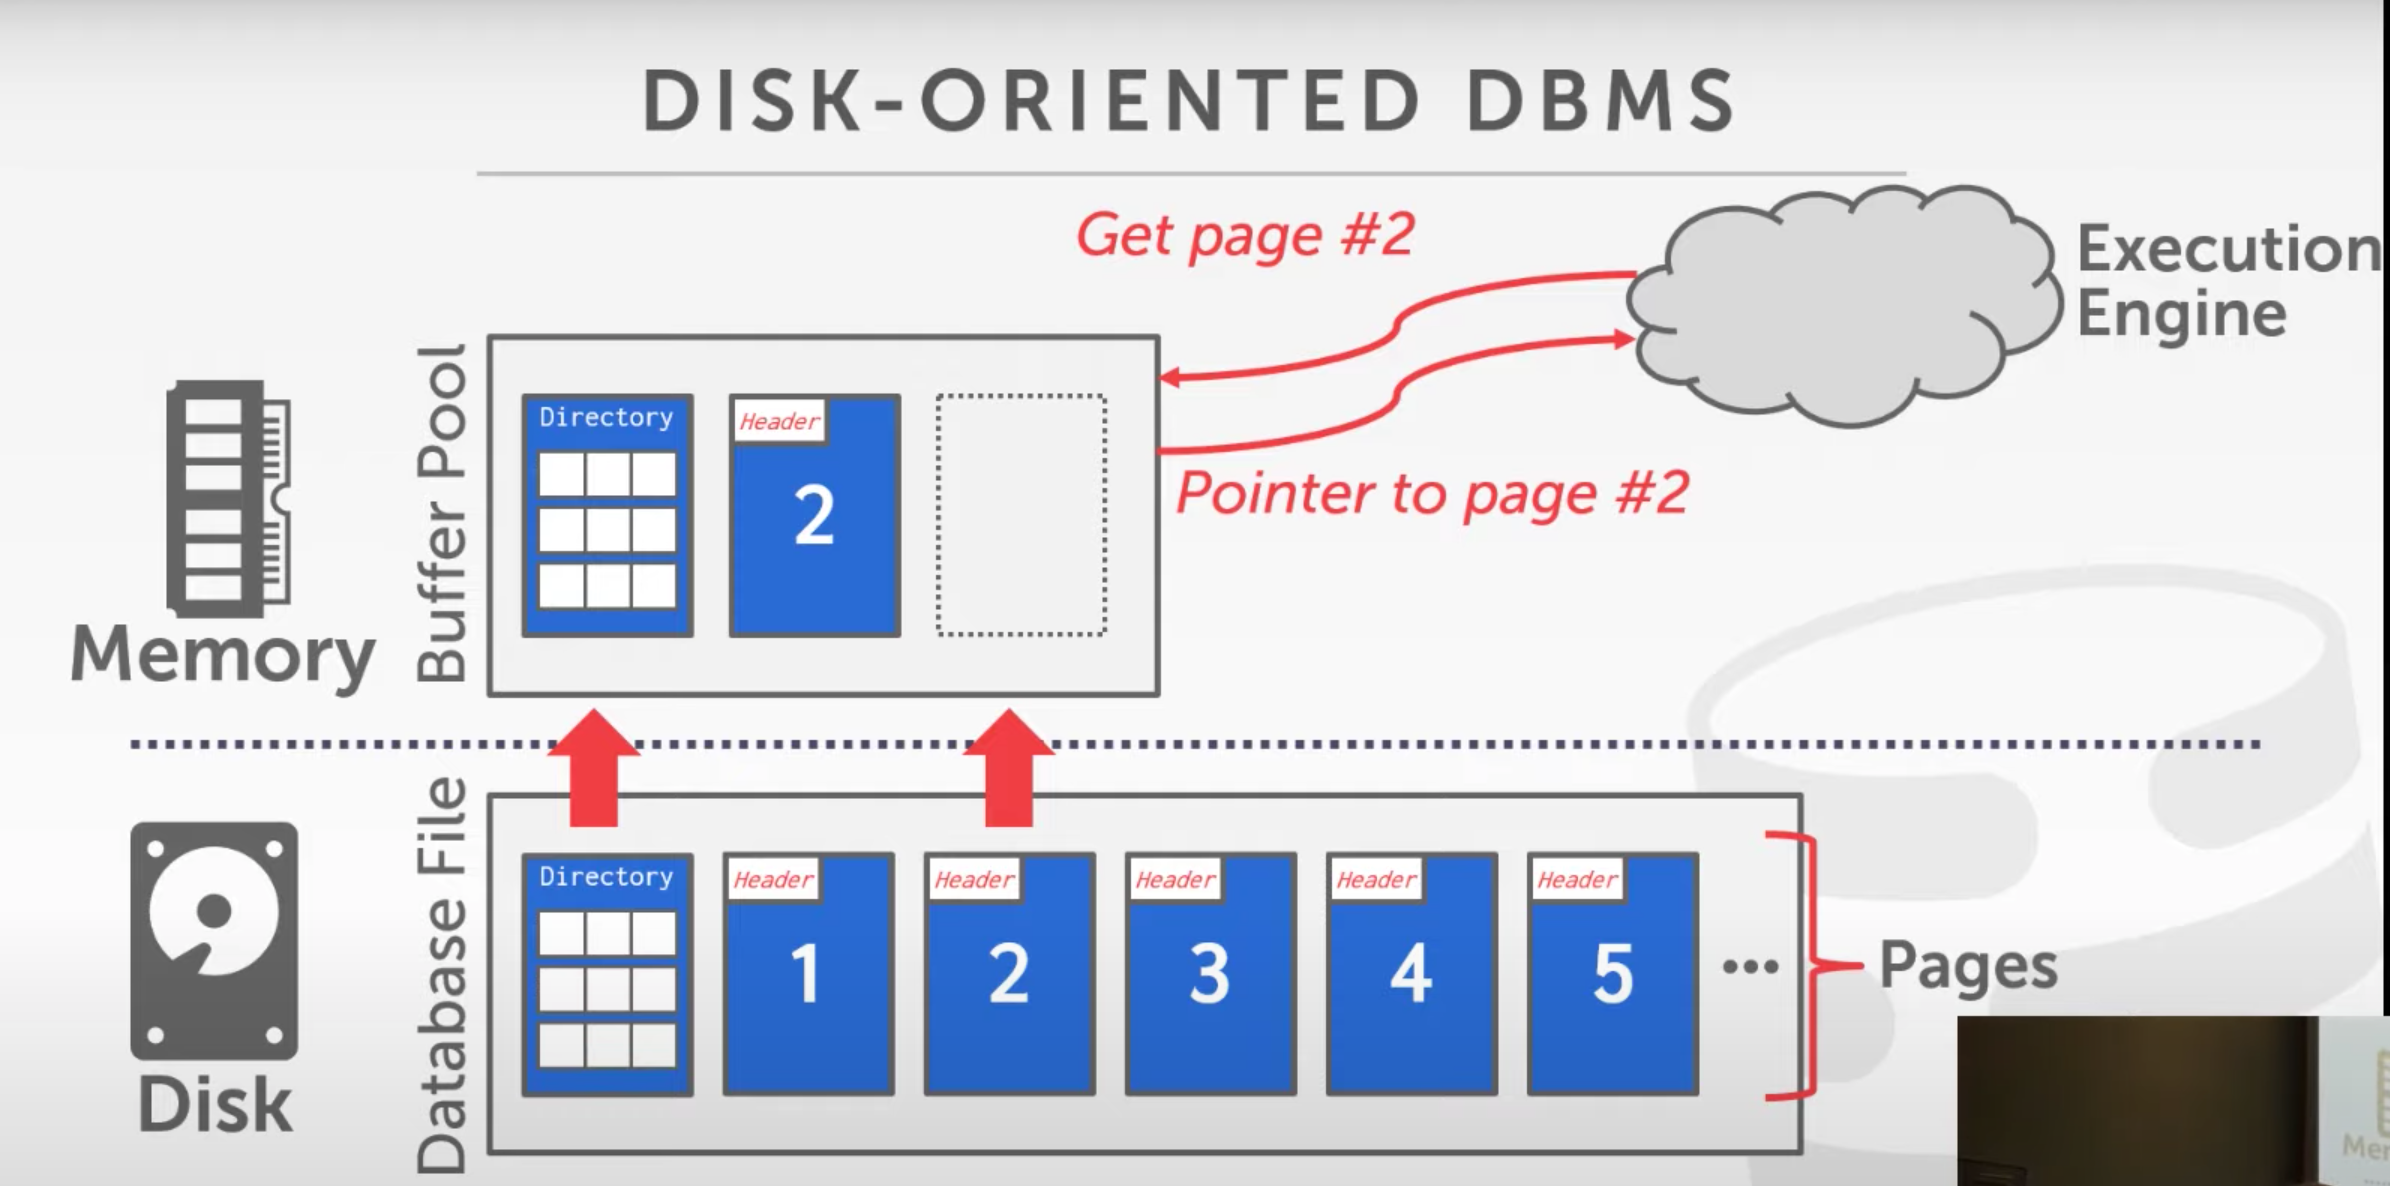 DISK-ORIENTED DBMS
Get page #2
Execution
Engine
Buffer Pool
Directory
Header
2
Pointer to page #2
Memory
Database File
Directory
Header
1
Header
2
Header
3
Header
4
Header
5
...
Pages
Disk